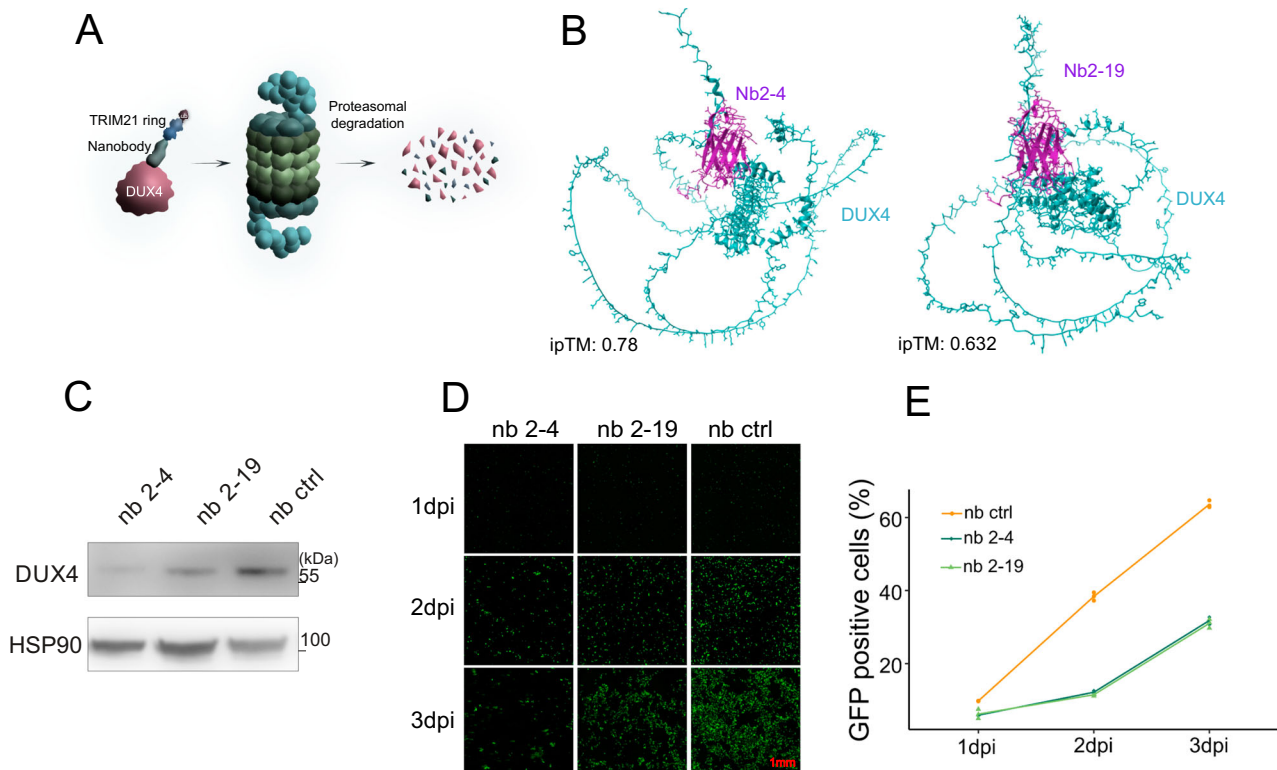 A
TRIM21 ring
Ub
Nanobody
DUX4
Proteasomal
degradation
B
Nb2-4
DUX4
ipTM: 0.78
Nb2-19
DUX4
ipTM: 0.632
C
nb 2-4
nb 2-19
nb ctrl
(kDa)
DUX4
55
HSP90
100
D
nb 2-4 nb 2-19 nb ctrl
1dpi
2dpi
3dpi
1mm
E
GFP positive cells (%)
60
40
20
nb ctrl
nb 2-4
nb 2-19
1dpi 2dpi 3dpi